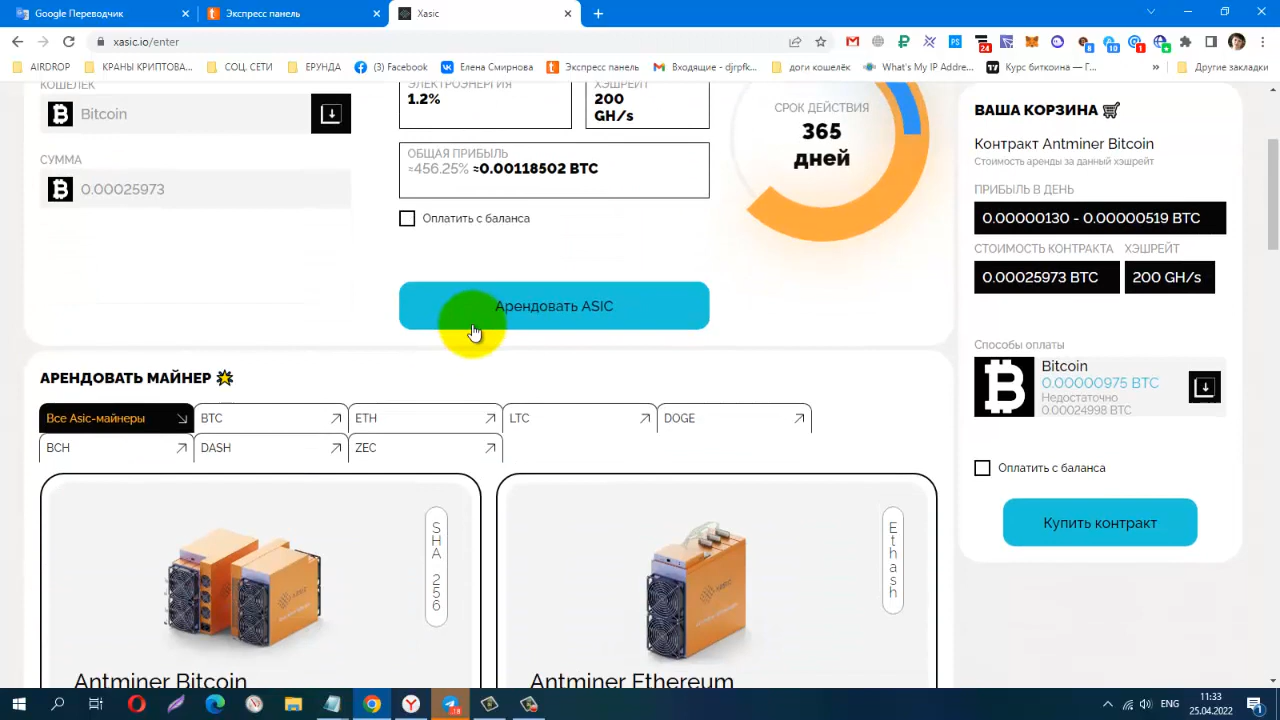 Google Переводчик
Экспресс панель
Xasic
xasic.io/enter
24
8
10
1
AIRDROP
КРАНЫ КРИПТОВА...
СОЦ. СЕТИ
ЕРУНДА
(3) Facebook
Елена Смирнова
Экспресс панель
Входящие - djrpfk...
доги кошелёк
What's My IP Addre...
Курс биткоина — Г...
»
Другие закладки
КОШЕЛЕК
Bitcoin
СУММА
0.00025973
ЭЛЕКТРОЭНЕРГИЯ
1.2%
ХЭШРЕЙТ
200
GH/s
ОБЩАЯ ПРИБЫЛЬ
≈456.25% ≈0.00118502 BTC
Оплатить с баланса
Арендовать ASIC
СРОК ДЕЙСТВИЯ
365
дней
ВАША КОРЗИНА
Контракт Antminer Bitcoin
Стоимость аренды за данный хэшрейт
ПРИБЫЛЬ В ДЕНЬ
0.00000130 - 0.00000519 BTC
СТОИМОСТЬ КОНТРАКТА
ХЭШРЕЙТ
0.00025973 BTC
200 GH/s
Способы оплаты
Bitcoin
0.00000975 BTC
Недостаточно
0.00024998 BTC
Оплатить с баланса
Купить контракт
АРЕНДОВАТЬ МАЙНЕР
Все Asic-майнеры
BTC
ETH
LTC
DOGE
BCH
DASH
ZEC
SHA 256
Antminer Bitcoin
Ethash
Antminer Ethereum
18
ENG
11:33
25.04.2022